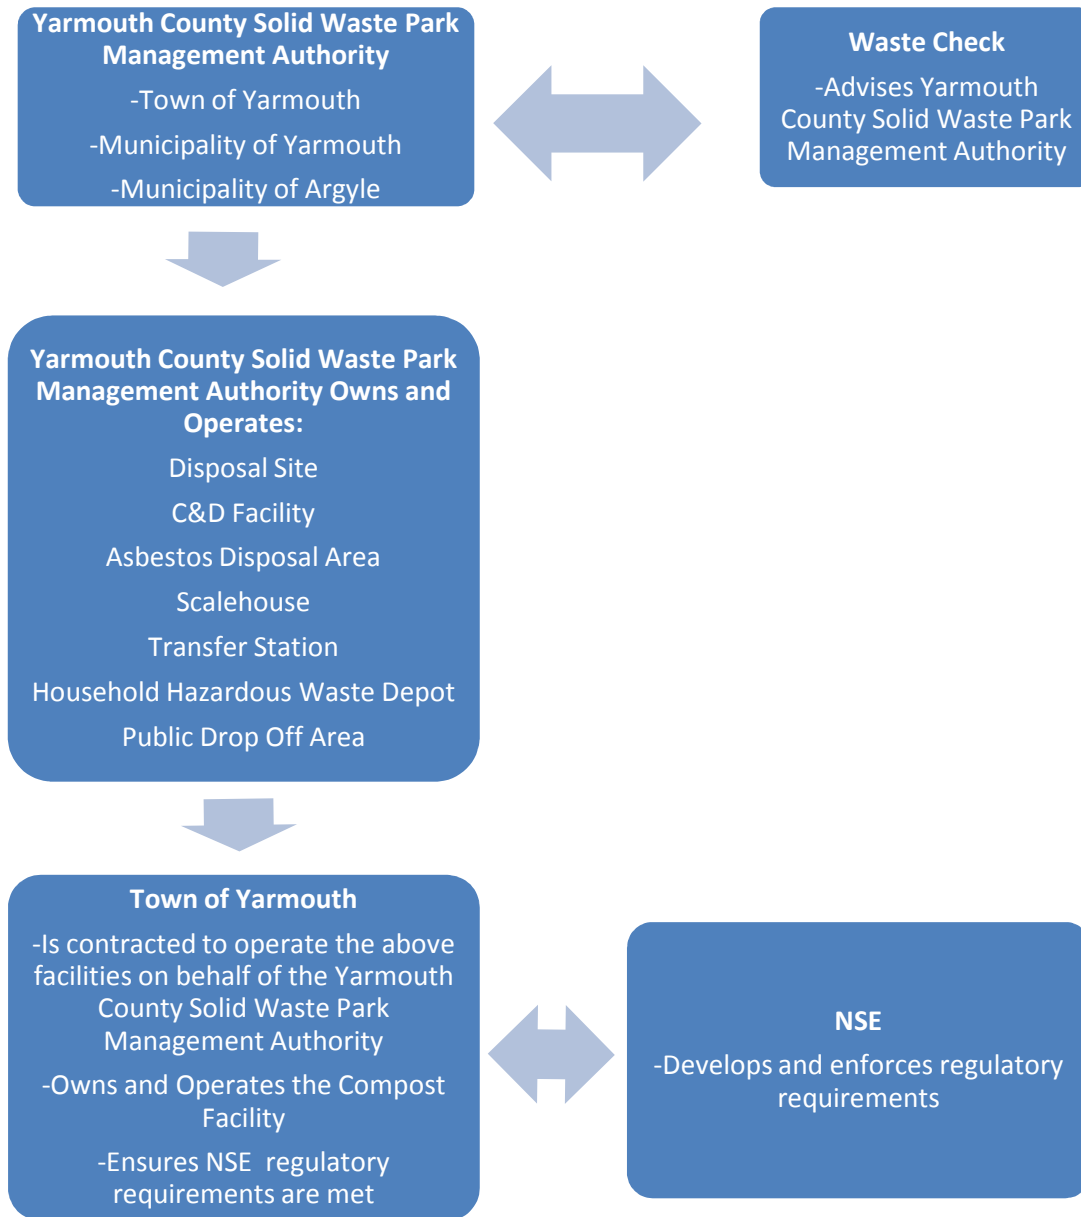 Yarmouth County Solid Waste Park
Management Authority
-Town of Yarmouth
-Municipality of Yarmouth
-Municipality of Argyle
Waste Check
-Advises Yarmouth
County Solid Waste Park
Management Authority
Yarmouth County Solid Waste Park
Management Authority Owns and
Operates:
Disposal Site
C&D Facility
Asbestos Disposal Area
Scalehouse
Transfer Station
Household Hazardous Waste Depot
Public Drop Off Area
Town of Yarmouth
-Is contracted to operate the above
facilities on behalf of the Yarmouth
County Solid Waste Park
Management Authority
-Owns and Operates the Compost
Facility
-Ensures NSE regulatory
requirements are met
NSE
-Develops and enforces regulatory
requirements